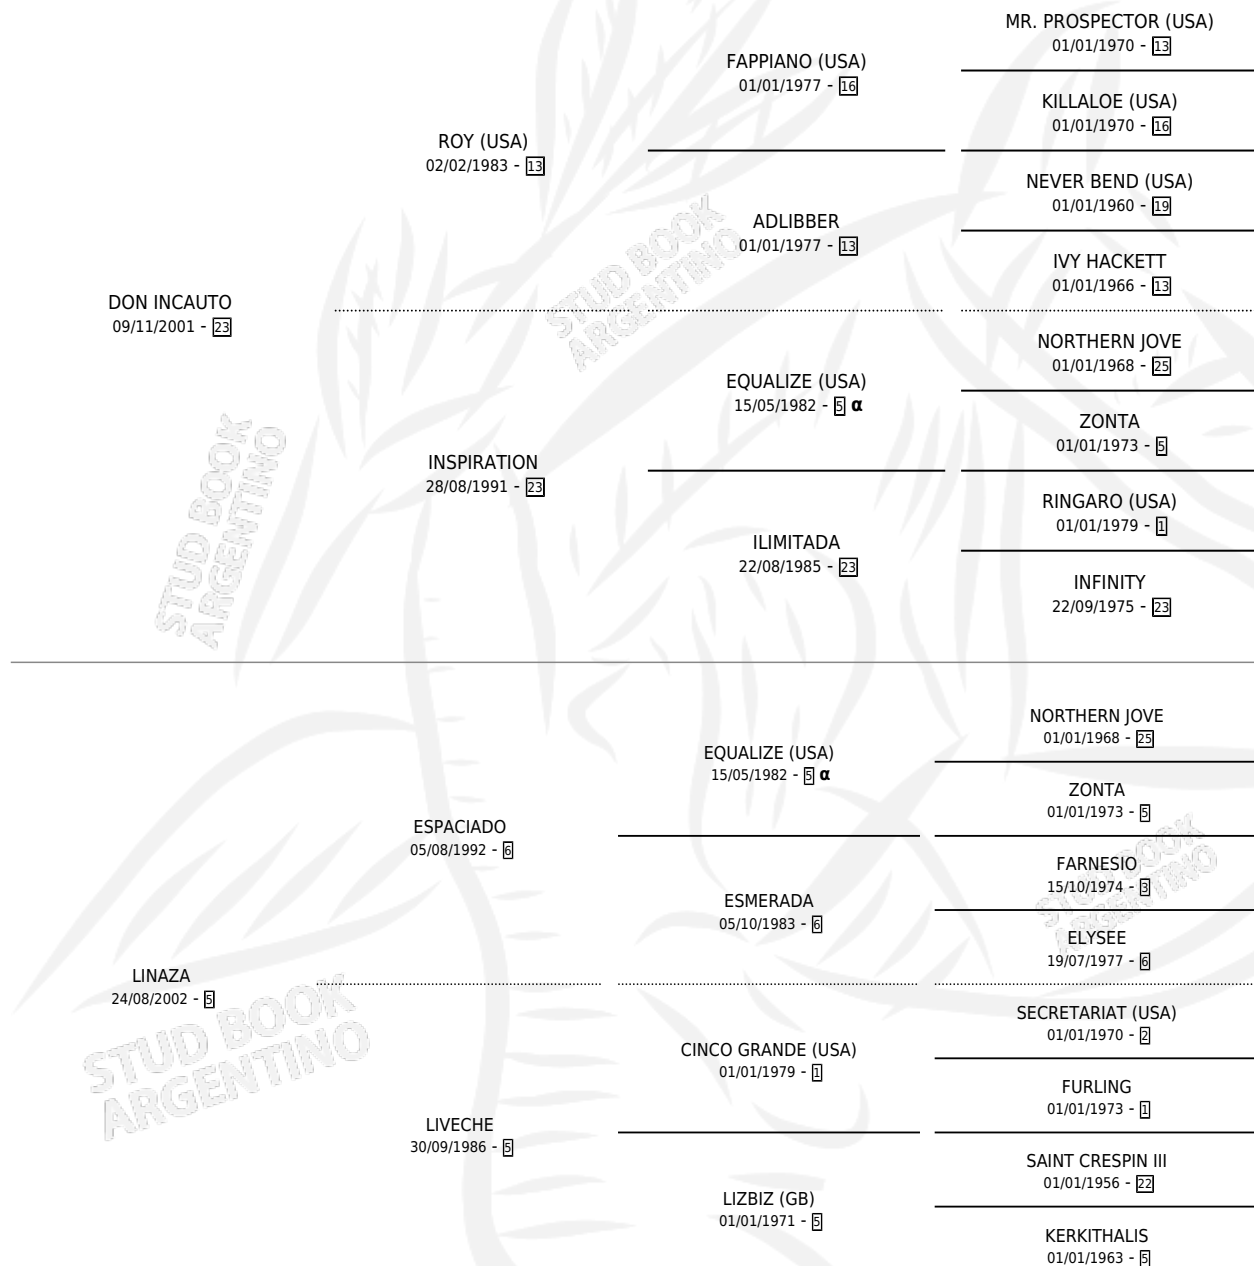 MR. PROSPECTOR (USA)
01/01/1970 - 13
FAPPIANO (USA)
01/01/1977 - 16
KILLALOE (USA)
01/01/1970 - 16
ROY (USA)
02/02/1983 - 13
NEVER BEND (USA)
01/01/1960 - 19
ADLIBBER
01/01/1977 - 13
IVY HACKETT
01/01/1966 - 13
DON INCAUTO
09/11/2001 - 23
NORTHERN JOVE
01/01/1968 - 25
EQUALIZE (USA)
15/05/1982 - 5 α
ZONTA
01/01/1973 - 5
INSPIRATION
28/08/1991 - 23
RINGARO (USA)
01/01/1979 - 1
ILIMITADA
22/08/1985 - 23
INFINITY
22/09/1975 - 23
NORTHERN JOVE
01/01/1968 - 25
EQUALIZE (USA)
15/05/1982 - 5 α
ZONTA
01/01/1973 - 5
ESPACIADO
05/08/1992 - 6
FARNESIO
15/10/1974 - 3
ESMERADA
05/10/1983 - 6
ELYSEE
19/07/1977 - 6
LINAZA
24/08/2002 - 5
SECRETARIAT (USA)
01/01/1970 - 2
CINCO GRANDE (USA)
01/01/1979 - 1
FURLING
01/01/1973 - 1
LIVECHE
30/09/1986 - 5
SAINT CRESPIN III
01/01/1956 - 22
LIZBIZ (GB)
01/01/1971 - 5
KERKITHALIS
01/01/1963 - 5
STUD BOOK
ARGENTINO
STUD BOOK
ARGENTINO
STUD BOOK
ARGENTINO
STUD BOOK
ARGENTINO